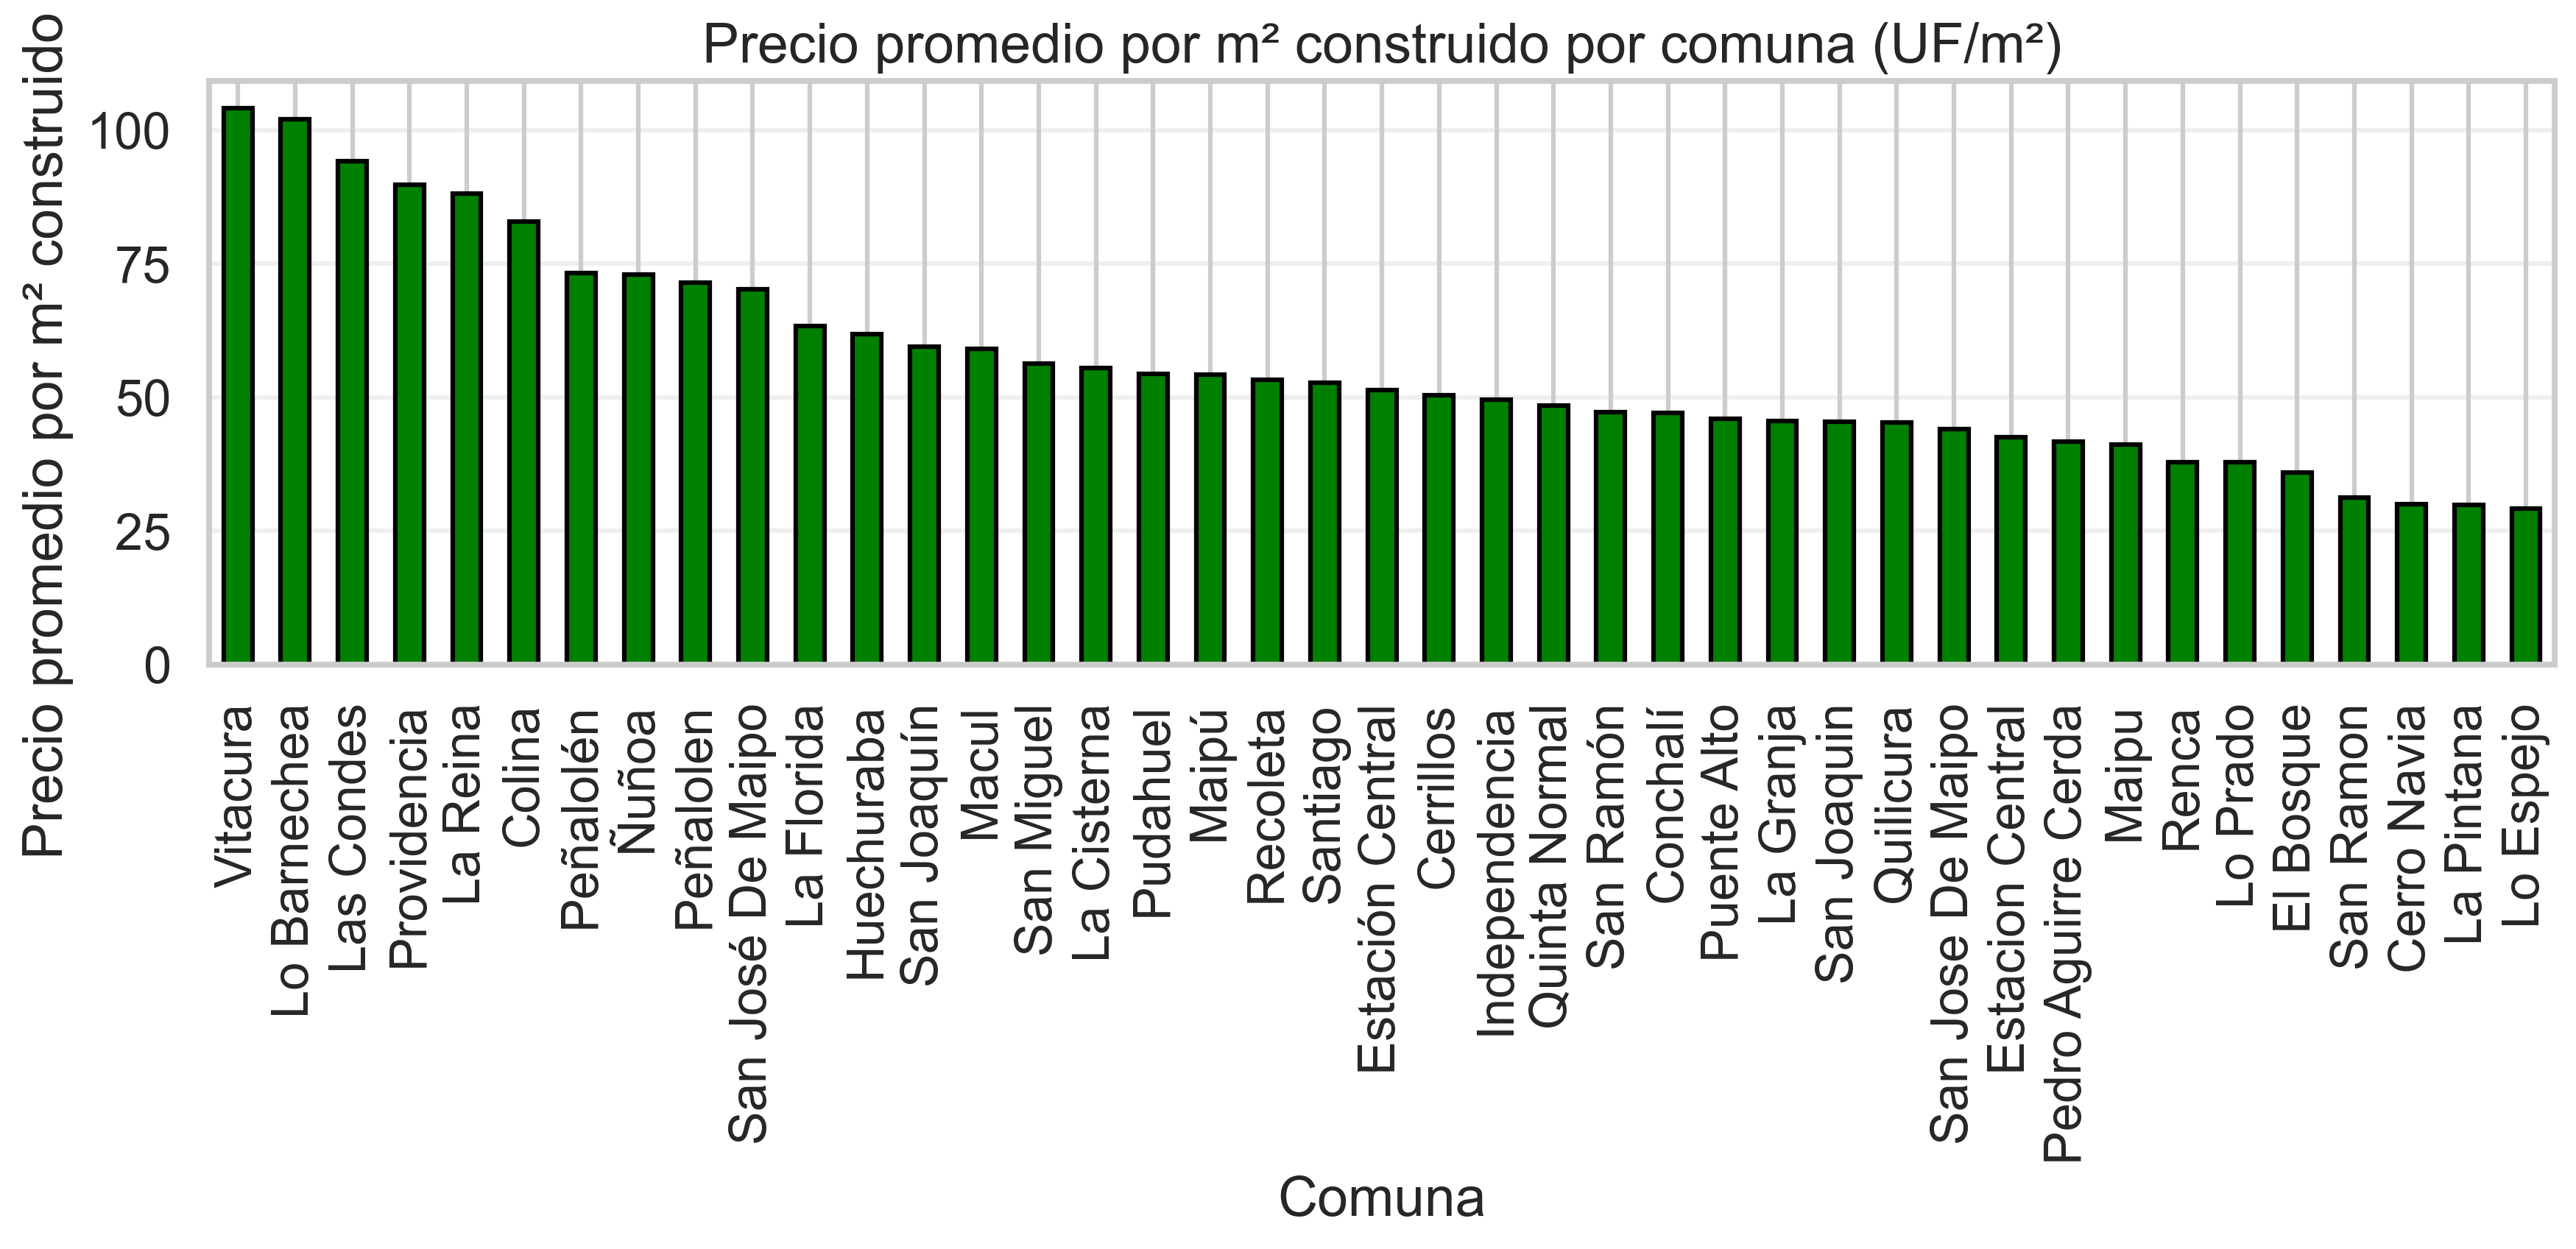 Precio promedio por m² construido por comuna (UF/m²)
Precio promedio por m² construido
100
75
50
25
0
Vitacura
Lo Barnechea
Las Condes
Providencia
La Reina
Colina
Peñalolén
Ñuñoa
Peñalolen
San José De Maipo
La Florida
Huechuraba
San Joaquín
Macul
San Miguel
La Cisterna
Pudahuel
Maipú
Recoleta
Santiago
Estación Central
Cerrillos
Independencia
Quinta Normal
San Ramón
Conchalí
Puente Alto
La Granja
San Joaquin
Quilicura
San Jose De Maipo
Estacion Central
Pedro Aguirre Cerda
Maipu
Renca
Lo Prado
El Bosque
San Ramon
Cerro Navia
La Pintana
Lo Espejo
Comuna